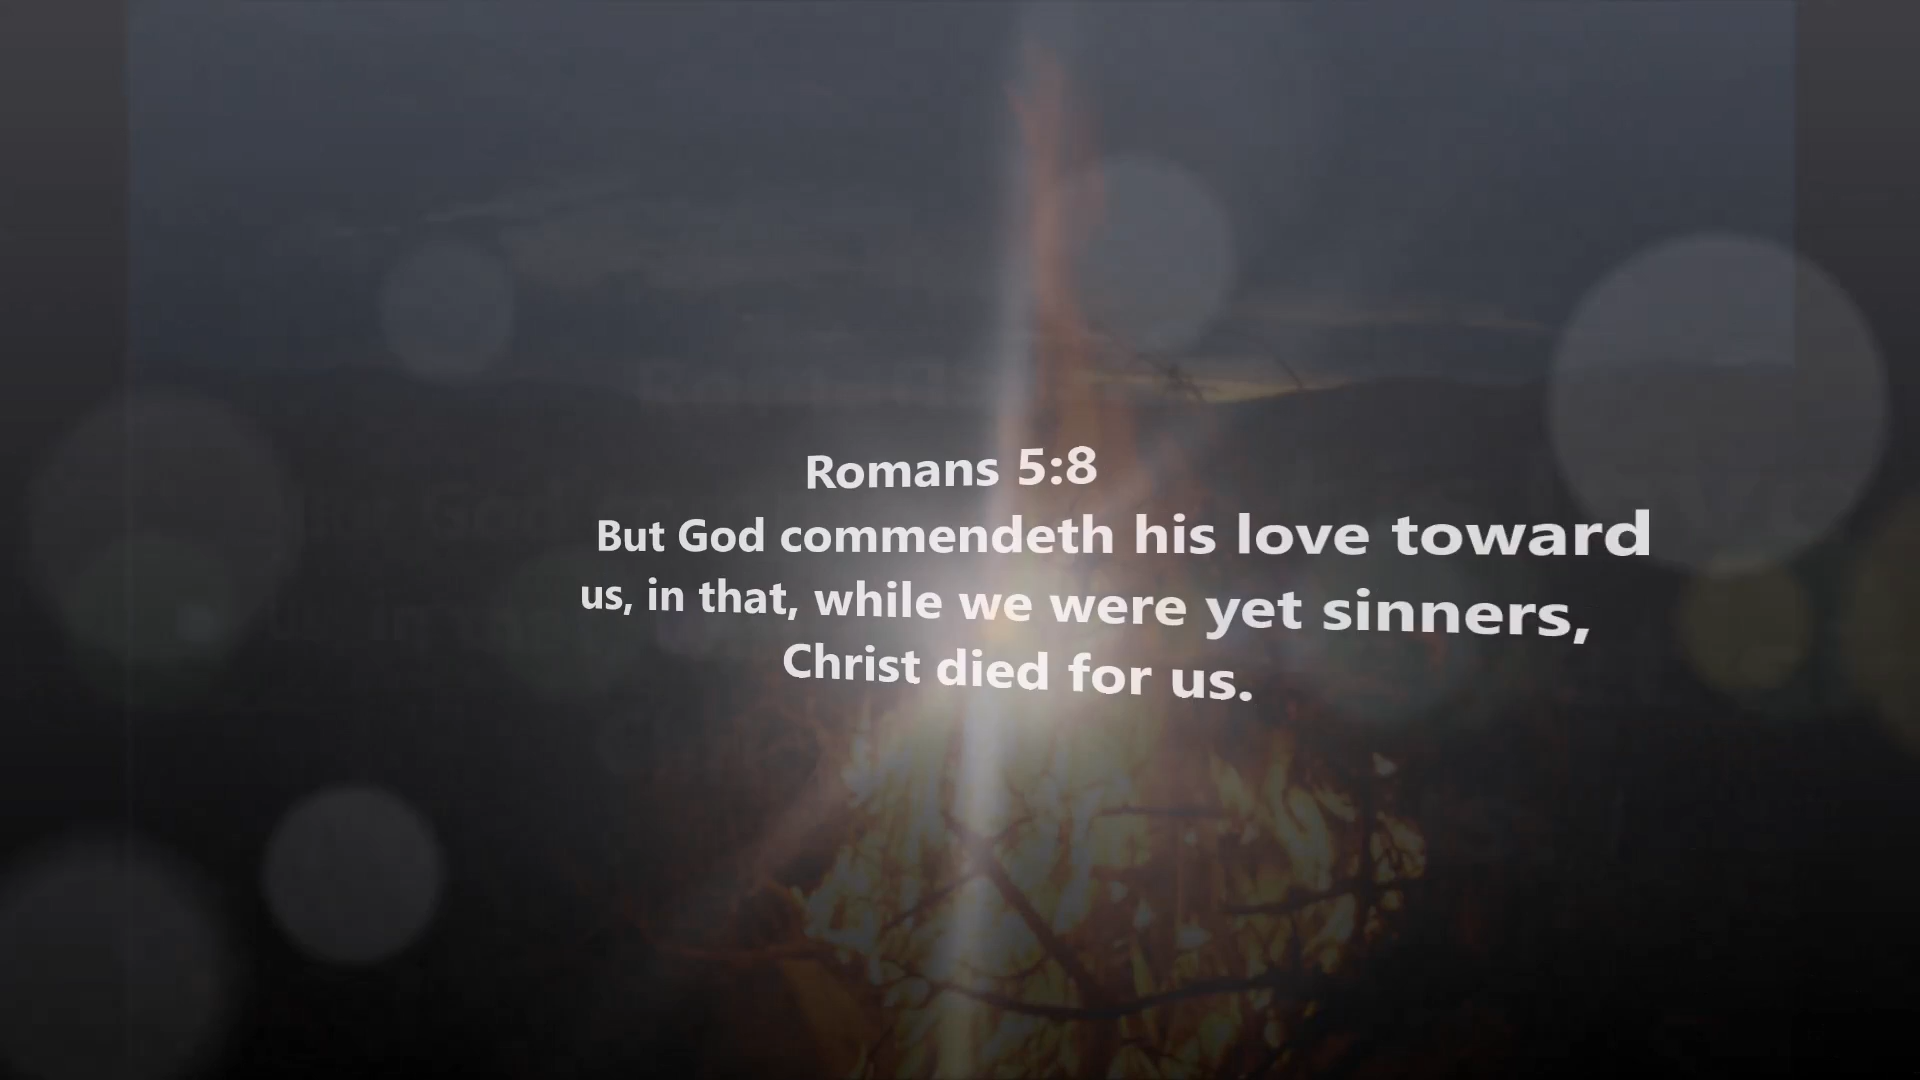 Romans 5:8
But God commendeth his love toward
us, in that, while we were yet sinners,
Christ died for us.